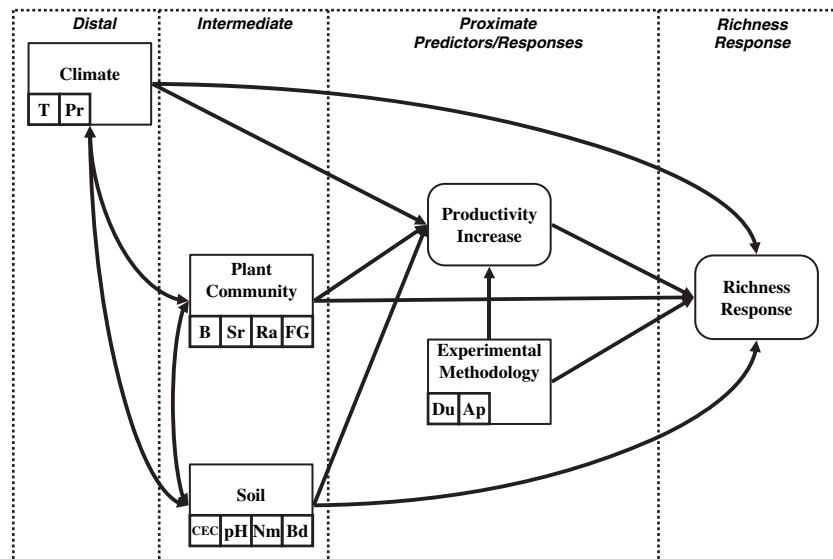 Distal
Intermediate
Proximate
Predictors/Responses
Richness
Response
Climate
T Pr
Productivity
Increase
Plant
Community
B Sr Ra FG
Richness
Response
Experimental
Methodology
Du Ap
Soil
CEC pH Nm Bd